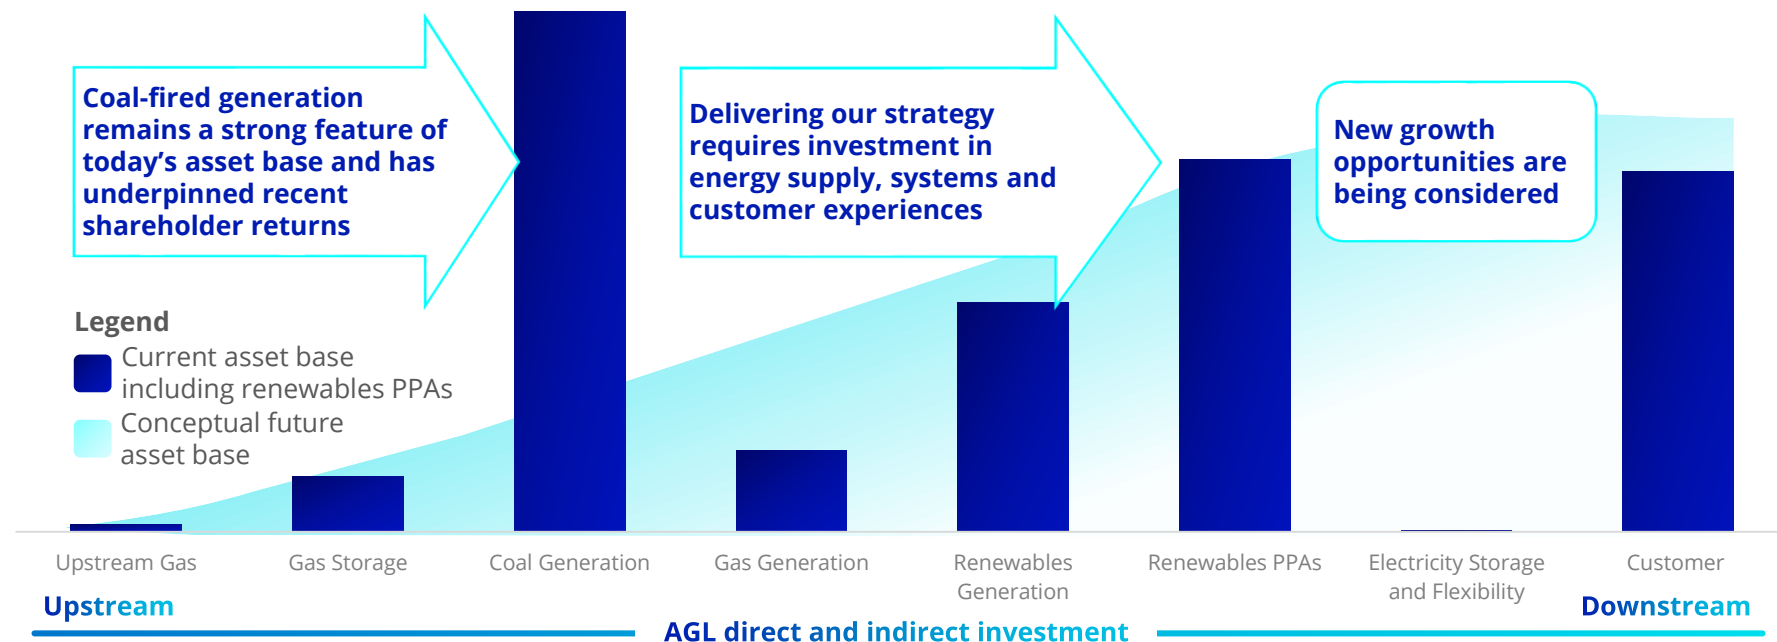 Coal-fired generation
remains a strong feature of
today's asset base and has
underpinned recent
shareholder returns
Delivering our strategy
requires investment in
energy supply, systems and
customer experiences
New growth
opportunities are
being considered
Legend
Current asset base
including renewables PPAs
Conceptual future
asset base
Upstream Gas
Gas Storage
Coal Generation
Gas Generation
Renewables
Generation
Renewables PPAs
Electricity Storage
and Flexibility
Customer
Upstream
Downstream
AGL direct and indirect investment